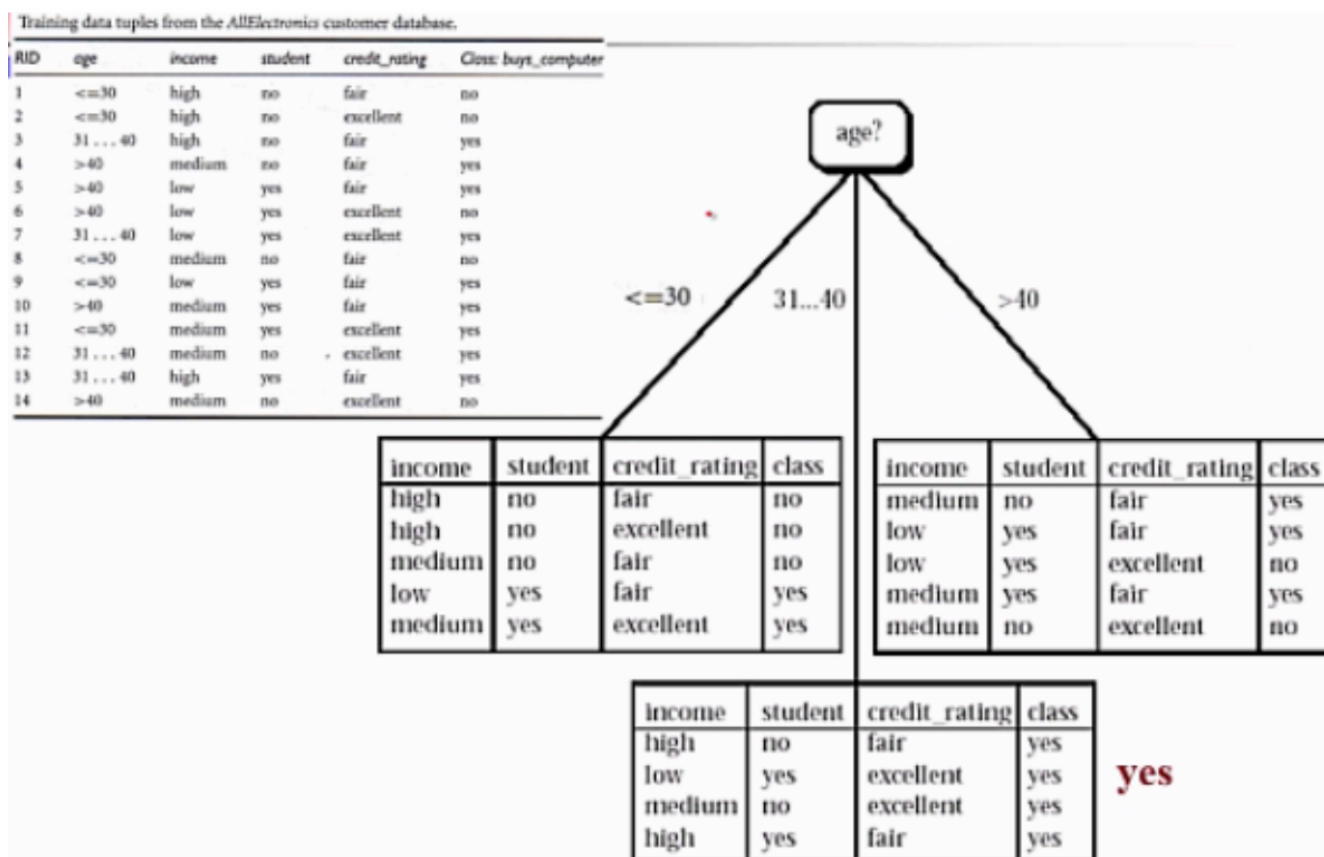 Training data tuples from the AllElectronics customer database.
RID age income student credit_rating Class: buys_computer
1 <=30 high no fair no
2 <=30 high no excellent no
3 31 . . . 40 high no fair yes
4 >40 medium no fair yes
5 >40 low yes fair yes
6 >40 low yes excellent no
7 31 . . . 40 low yes excellent yes
8 <=30 medium no fair no
9 <=30 low yes fair yes
10 >40 medium yes fair yes
11 <=30 medium yes excellent yes
12 31 . . . 40 medium no excellent yes
13 31 . . . 40 high yes fair yes
14 >40 medium no excellent no
age?
<=30 31...40 >40
income student credit_rating class
high no fair no
high no excellent no
medium no fair no
low yes fair yes
medium yes excellent yes
income student credit_rating class
medium no fair yes
low yes fair yes
low yes excellent no
medium yes fair yes
medium no excellent no
income student credit_rating class
high no fair yes
low yes excellent yes
medium no excellent yes
high yes fair yes
yes